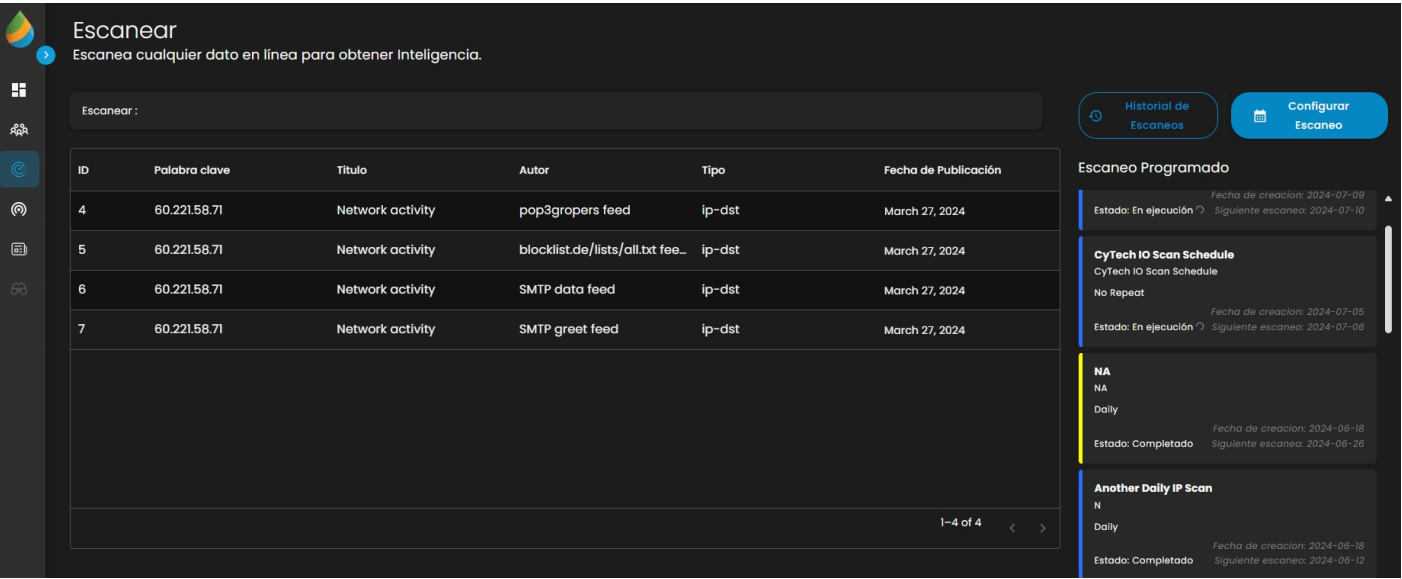 Escanear
Escanea cualquier dato en línea para obtener Inteligencia.
Escanear :
Historial de
Escaneos
Configurar
Escaneo
ID Palabra clave Titulo Autor Tipo Fecha de Publicación
4 60.221.58.71 Network activity pop3gropers feed ip-dst March 27, 2024
5 60.221.58.71 Network activity blocklist.de/lists/all.txt fee... ip-dst March 27, 2024
6 60.221.58.71 Network activity SMTP data feed ip-dst March 27, 2024
7 60.221.58.71 Network activity SMTP greet feed ip-dst March 27, 2024
1–4 of 4
Escaneo Programado
Fecha de creacion: 2024-07-09
Estado: En ejecución Siguiente escaneo: 2024-07-10
CyTech IO Scan Schedule
CyTech IO Scan Schedule
No Repeat
Fecha de creacion: 2024-07-05
Estado: En ejecución Siguiente escaneo: 2024-07-06
NA
NA
Daily
Fecha de creacion: 2024-06-18
Estado: Completado Siguiente escaneo: 2024-06-26
Another Daily IP Scan
N
Daily
Fecha de creacion: 2024-06-18
Estado: Completado Siguiente escaneo: 2024-06-12